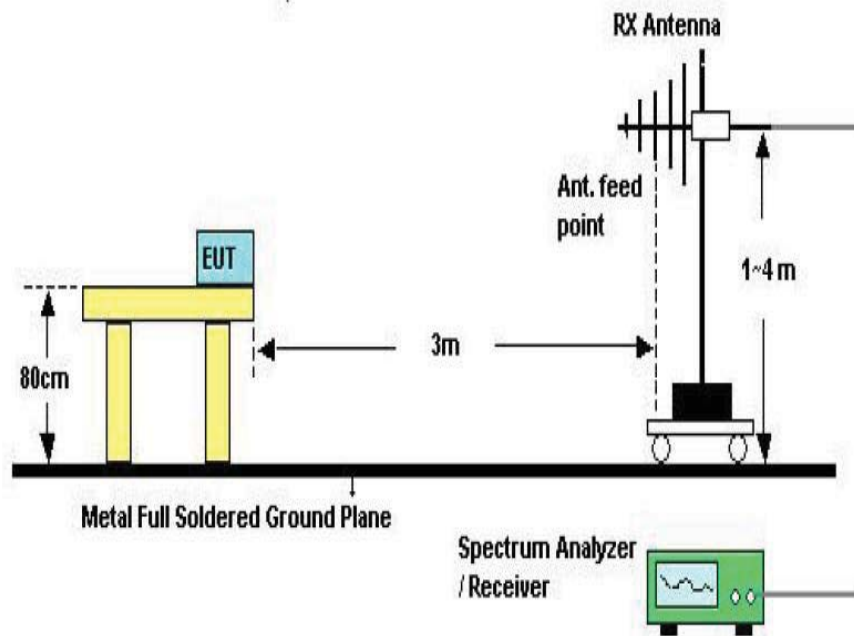 RX Antenna
Ant. feed
point
EUT
1~4 m
3m
80cm
Metal Full Soldered Ground Plane
Spectrum Analyzer
/ Receiver